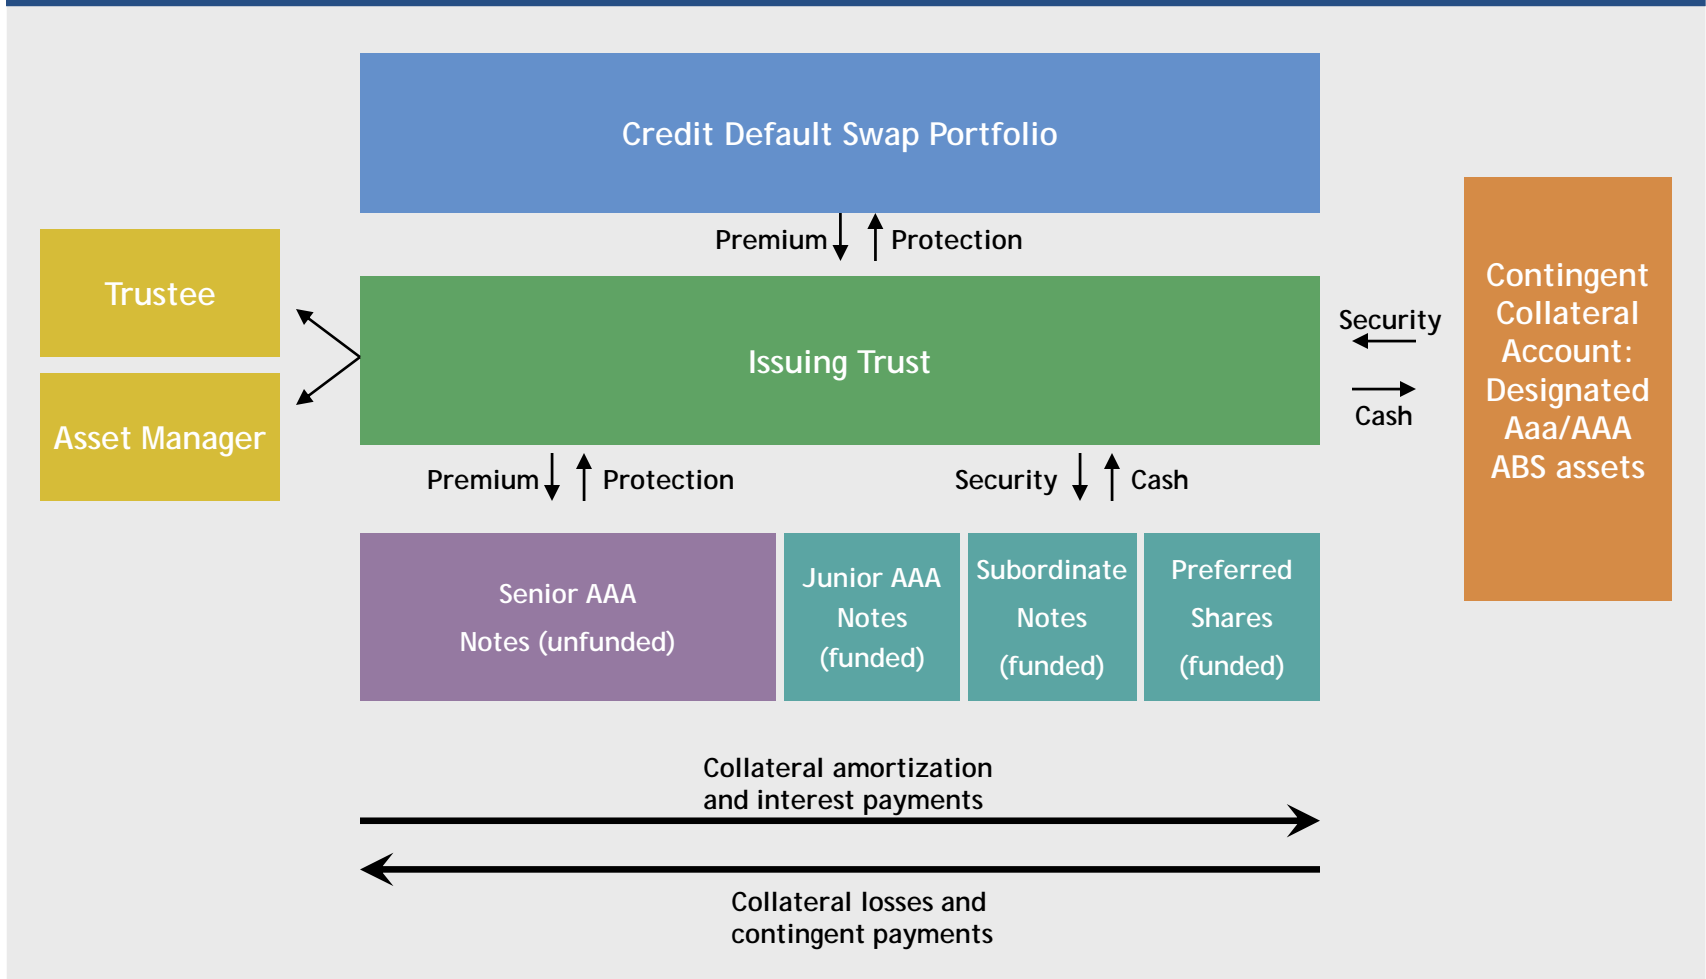 Credit Default Swap Portfolio
Premium
Protection
Trustee
Asset Manager
Issuing Trust
Security
Cash
Contingent
Collateral
Account:
Designated
Aaa/AAA
ABS assets
Premium
Protection
Security
Cash
Senior AAA
Notes (unfunded)
Junior AAA
Notes
(funded)
Subordinate
Notes
(funded)
Preferred
Shares
(funded)
Collateral amortization
and interest payments
Collateral losses and
contingent payments